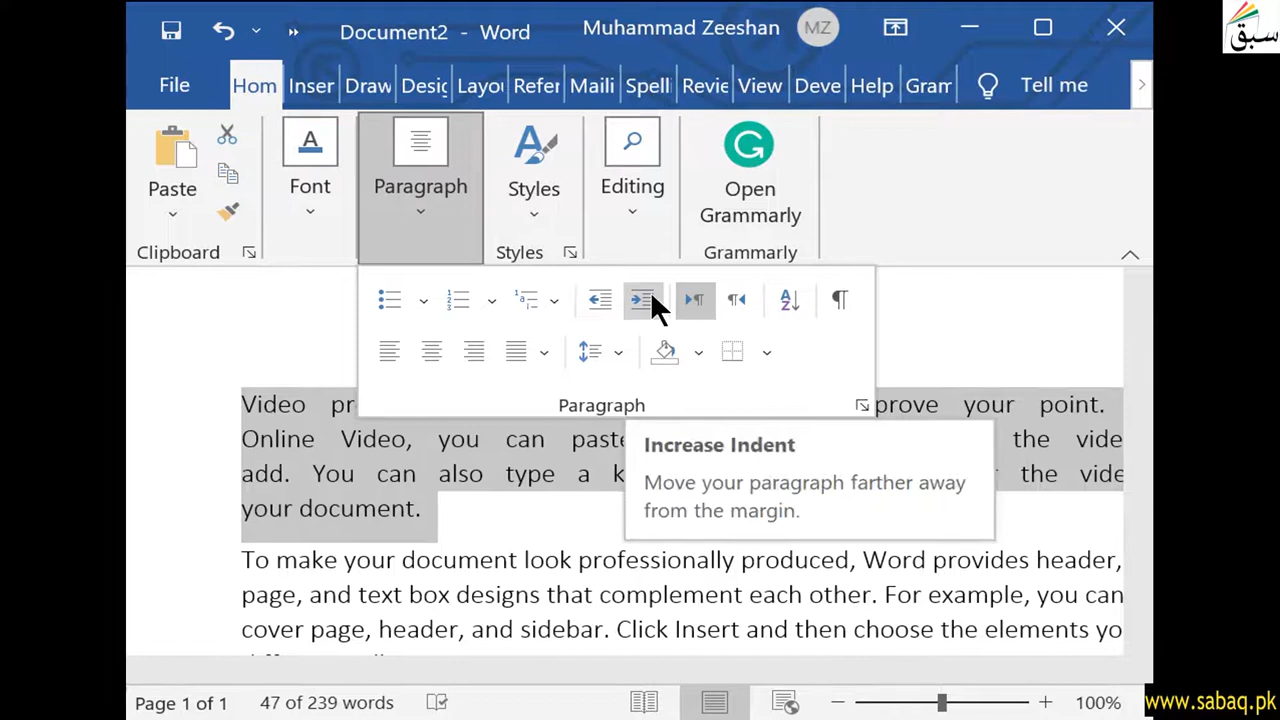 Document2 - Word Muhammad Zeeshan MZ
سبق
File Hom Inser Draw Desig Layou Refer Maili Spelli Revie View Deve Help Gram Tell me
Paste Font Paragraph Styles Editing Open Grammarly
Clipboard Styles Grammarly
Paragraph
Video prove your point.
Online Video, you can the vide
add. You can also type a the vide
your document.
Increase Indent
Move your paragraph farther away
from the margin.
To make your document look professionally produced, Word provides header,
page, and text box designs that complement each other. For example, you can
cover page, header, and sidebar. Click Insert and then choose the elements yo
Page 1 of 1 47 of 239 words 100%
www.sabaq.pk